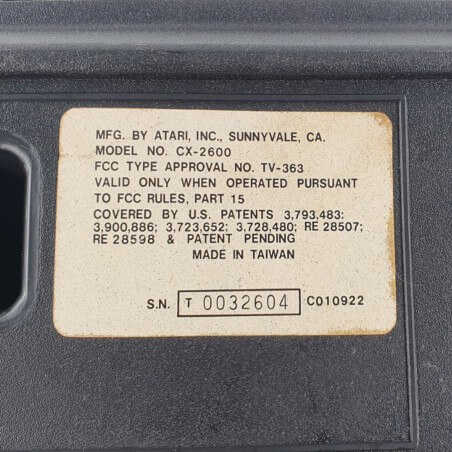 MFG. BY ATARI, INC., SUNNYVALE, CA.
MODEL NO. CX-2600
FCC TYPE APPROVAL NO. TV-363
VALID ONLY WHEN OPERATED PURSUANT
TO FCC RULES, PART 15
COVERED BY U.S. PATENTS 3,793,483:
3,900,886; 3,723,652; 3,728,480; RE 28507;
RE 28598 & PATENT PENDING
MADE IN TAIWAN
S.N. T 0032604 C010922